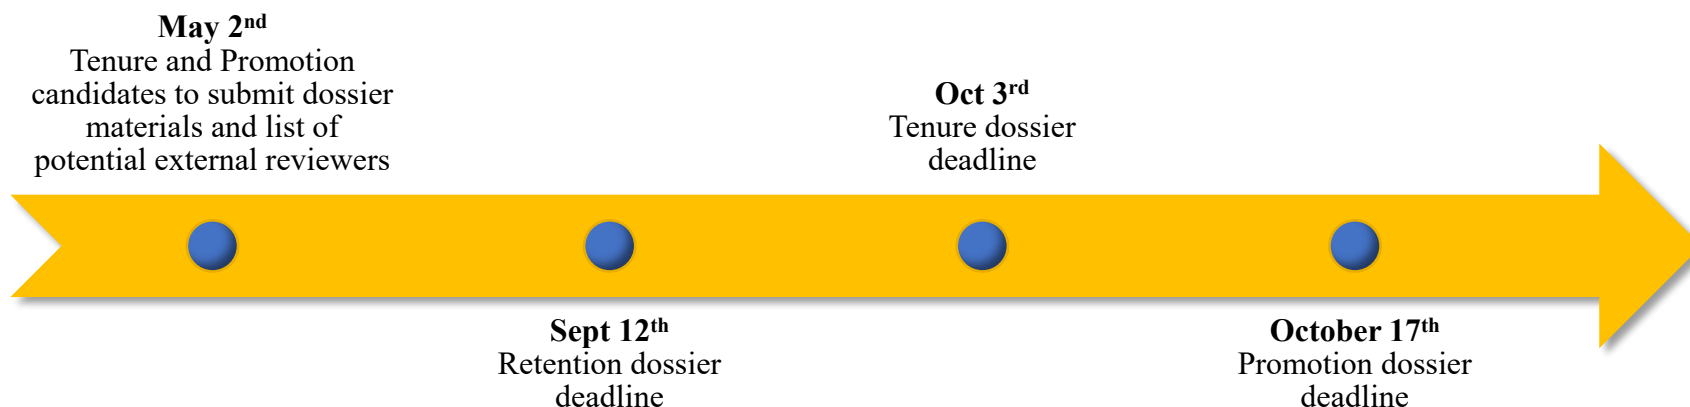 May 2nd
Tenure and Promotion
candidates to submit dossier
materials and list of
potential external reviewers
Sept 12th
Retention dossier
deadline
Oct 3rd
Tenure dossier
deadline
October 17th
Promotion dossier
deadline